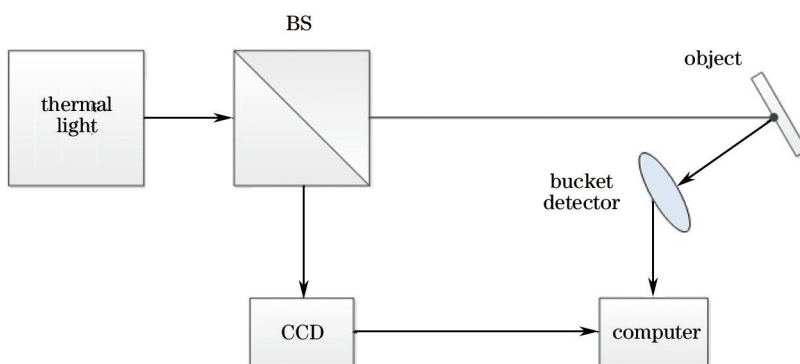 BS
object
thermal
light
bucket
detector
CCD
computer